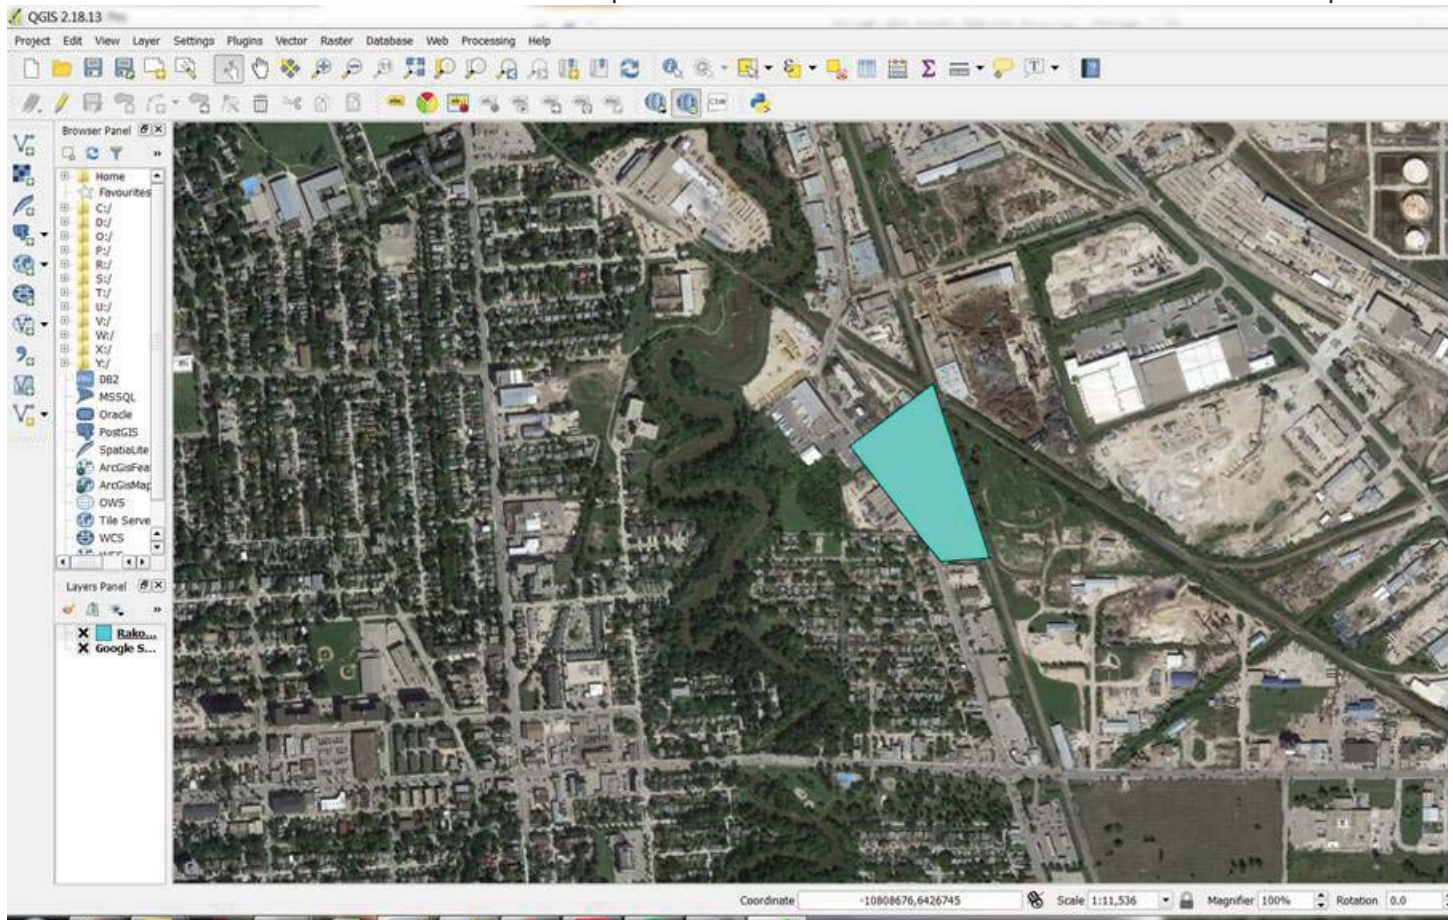 QGIS 2.18.13
Project Edit View Layer Settings Plugins Vector Raster Database Web Processing Help
CSW
Browser Panel
Home
Favourites
C:/
D:/
O:/
P:/
R:/
S:/
T:/
U:/
V:/
W:/
X:/
Y:/
DB2
MSSQL
Oracle
PostGIS
SpatiaLite
ArcGisFea
ArcGisMap
OWS
Tile Serve
WCS
Layers Panel
Rako...
Google S...
Coordinate -10808676,6426745 Scale 1:11,536 Magnifier 100% Rotation 0.0